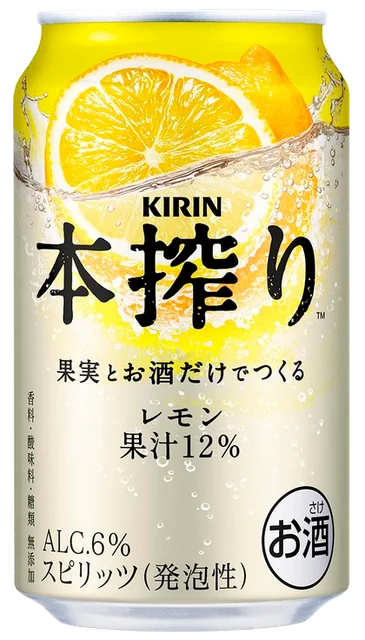 KIRIN
本搾り™
果実とお酒だけでつくる
レモン
果汁12%
香料・酸味料・糖類 無添加
ALC.6%
スピリッツ(発泡性)
さけ
お酒